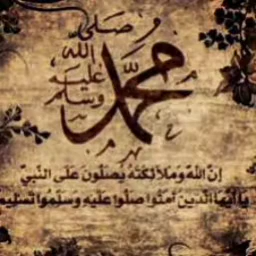 محمد
صلى
الله
عليه
وسلم
إن الله وملائكته يصلون على النبي
يا أيها الذين آمنوا صلوا عليه وسلموا تسليما